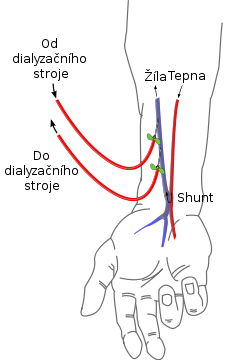 Od
dialyzačního
stroje
Žíla
Tepna
Do
dialyzačního
stroje
Shunt